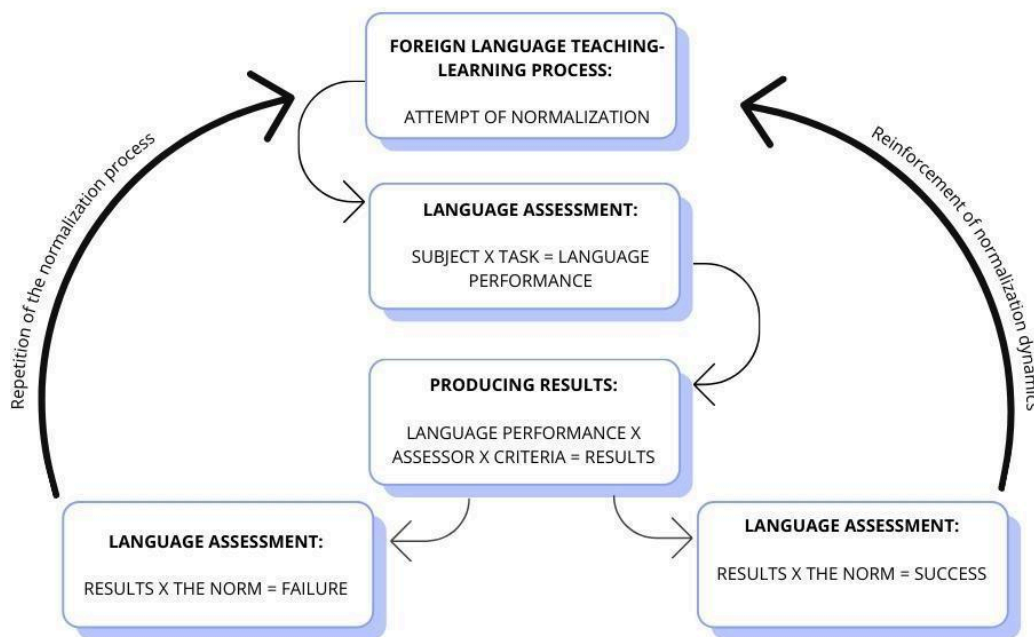 FOREIGN LANGUAGE TEACHING-
LEARNING PROCESS:
ATTEMPT OF NORMALIZATION
Repetition of the normalization process
Reinforcement of normalization dynamics
LANGUAGE ASSESSMENT:
SUBJECT X TASK = LANGUAGE
PERFORMANCE
PRODUCING RESULTS:
LANGUAGE PERFORMANCE X
ASSESSOR X CRITERIA = RESULTS
LANGUAGE ASSESSMENT:
RESULTS X THE NORM = FAILURE
LANGUAGE ASSESSMENT:
RESULTS X THE NORM = SUCCESS